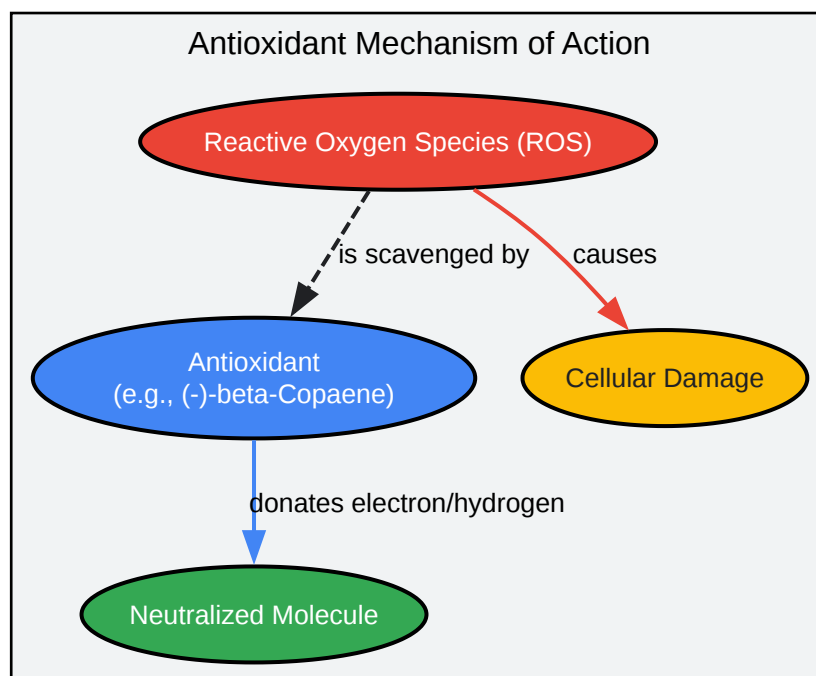 Antioxidant Mechanism of Action
Reactive Oxygen Species (ROS)
is scavenged by
causes
Antioxidant
(e.g., (-)-beta-Copaene)
Cellular Damage
donates electron/hydrogen
Neutralized Molecule